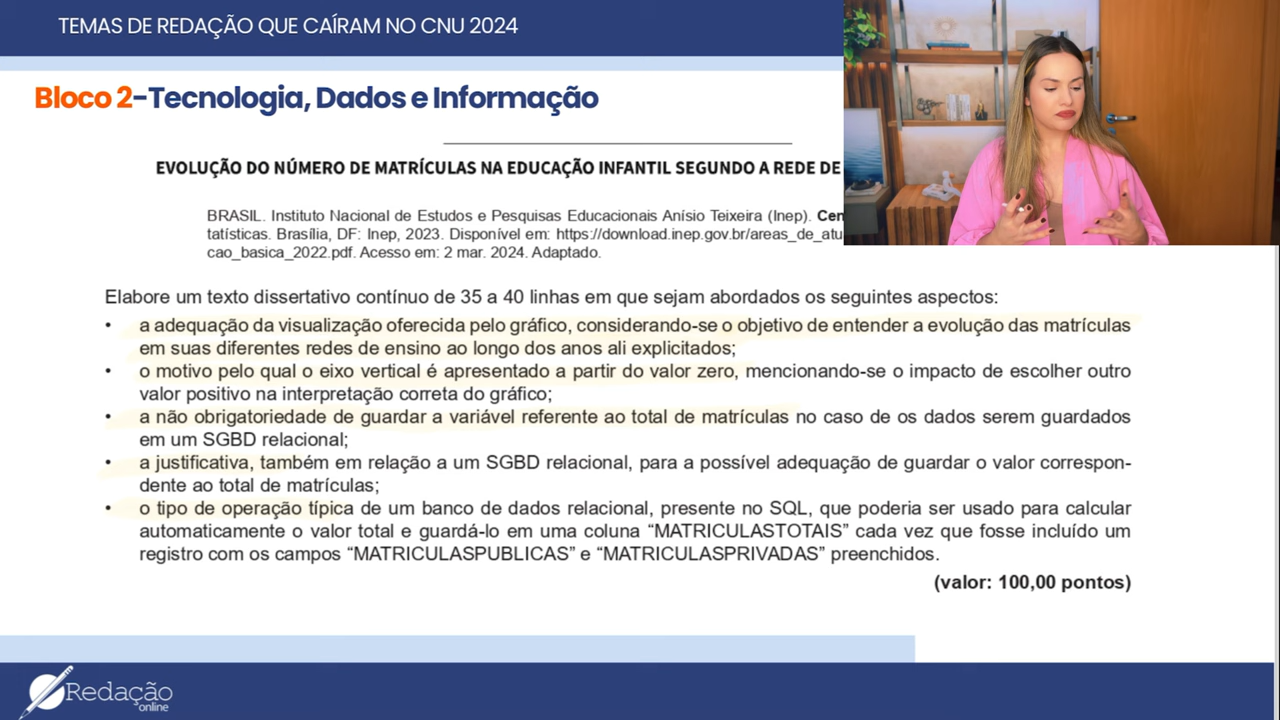 TEMAS DE REDAÇÃO QUE CAÍRAM NO CNU 2024
Bloco 2-Tecnologia, Dados e Informação
EVOLUÇÃO DO NÚMERO DE MATRÍCULAS NA EDUCAÇÃO INFANTIL SEGUNDO A REDE DE
BRASIL. Instituto Nacional de Estudos e Pesquisas Educacionais Anísio Teixeira (Inep).
tatísticas. Brasília, DF: Inep, 2023. Disponível em: https://download.inep.gov.br/areas_de_atu
cao_basica_2022.pdf. Acesso em: 2 mar. 2024. Adaptado.
Elabore um texto dissertativo contínuo de 35 a 40 linhas em que sejam abordados os seguintes aspectos:
• a adequação da visualização oferecida pelo gráfico, considerando-se o objetivo de entender a evolução das matrículas
em suas diferentes redes de ensino ao longo dos anos ali explicitados;
• o motivo pelo qual o eixo vertical é apresentado a partir do valor zero, mencionando-se o impacto de escolher outro
valor positivo na interpretação correta do gráfico;
• a não obrigatoriedade de guardar a variável referente ao total de matrículas no caso de os dados serem guardados
em um SGBD relacional;
• a justificativa, também em relação a um SGBD relacional, para a possível adequação de guardar o valor correspon-
dente ao total de matrículas;
• o tipo de operação típica de um banco de dados relacional, presente no SQL, que poderia ser usado para calcular
automaticamente o valor total e guardá-lo em uma coluna “MATRICULASTOTAIS” cada vez que fosse incluído um
registro com os campos “MATRICULASPUBLICAS” e “MATRICULASPRIVADAS” preenchidos.
(valor: 100,00 pontos)
Redação
online